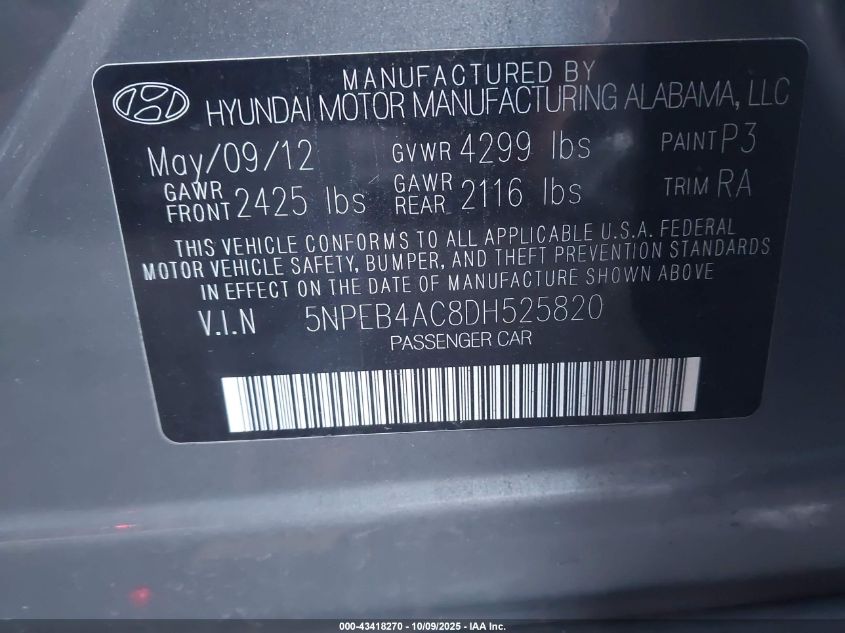 MANUFACTURED BY
HYUNDAI MOTOR MANUFACTURING ALABAMA, LLC
May/09/12 GVWR 4299 lbs PAINT P3
GAWR FRONT 2425 lbs GAWR REAR 2116 lbs TRIM RA
THIS VEHICLE CONFORMS TO ALL APPLICABLE U.S.A. FEDERAL
MOTOR VEHICLE SAFETY, BUMPER, AND THEFT PREVENTION STANDARDS
IN EFFECT ON THE DATE OF MANUFACTURE SHOWN ABOVE
V.I.N 5NPEB4AC8DH525820
PASSENGER CAR
000-43418270 - 10/09/2025 - IAA Inc.